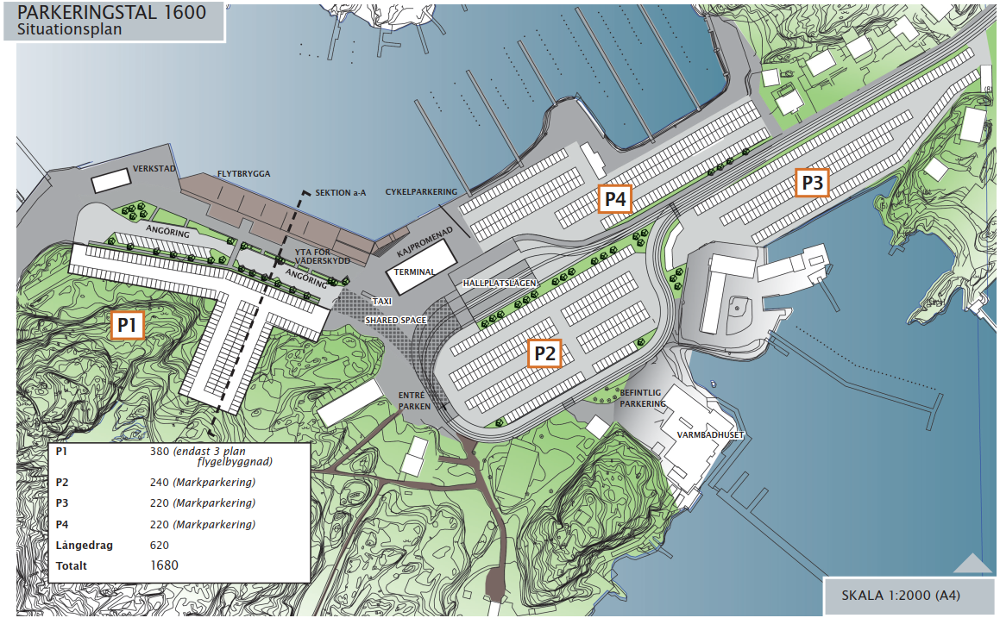 PARKERINGSTAL 1600
Situationsplan
VERKSTAD
FLYTBRYGGA
SEKTION a-A
CYKELPARKERING
P4
P3
(8)
ANGÖRING
KAJPROMENAD
YTA FÖR
VÄDERSKYDD
TERMINAL
ANGÖRING
HÅLLPLATSLÄGEN
TAXI
SHARED SPACE
P1
P2
ENTRÉ
PARKEN
BEFINTLIG
PARKERING
VARMBADHUSET
P1 380 (endast 3 plan
flygelbyggnad)
P2 240 (Markparkering)
P3 220 (Markparkering)
P4 220 (Markparkering)
Långedrag 620
Totalt 1680
SKALA 1:2000 (A4)